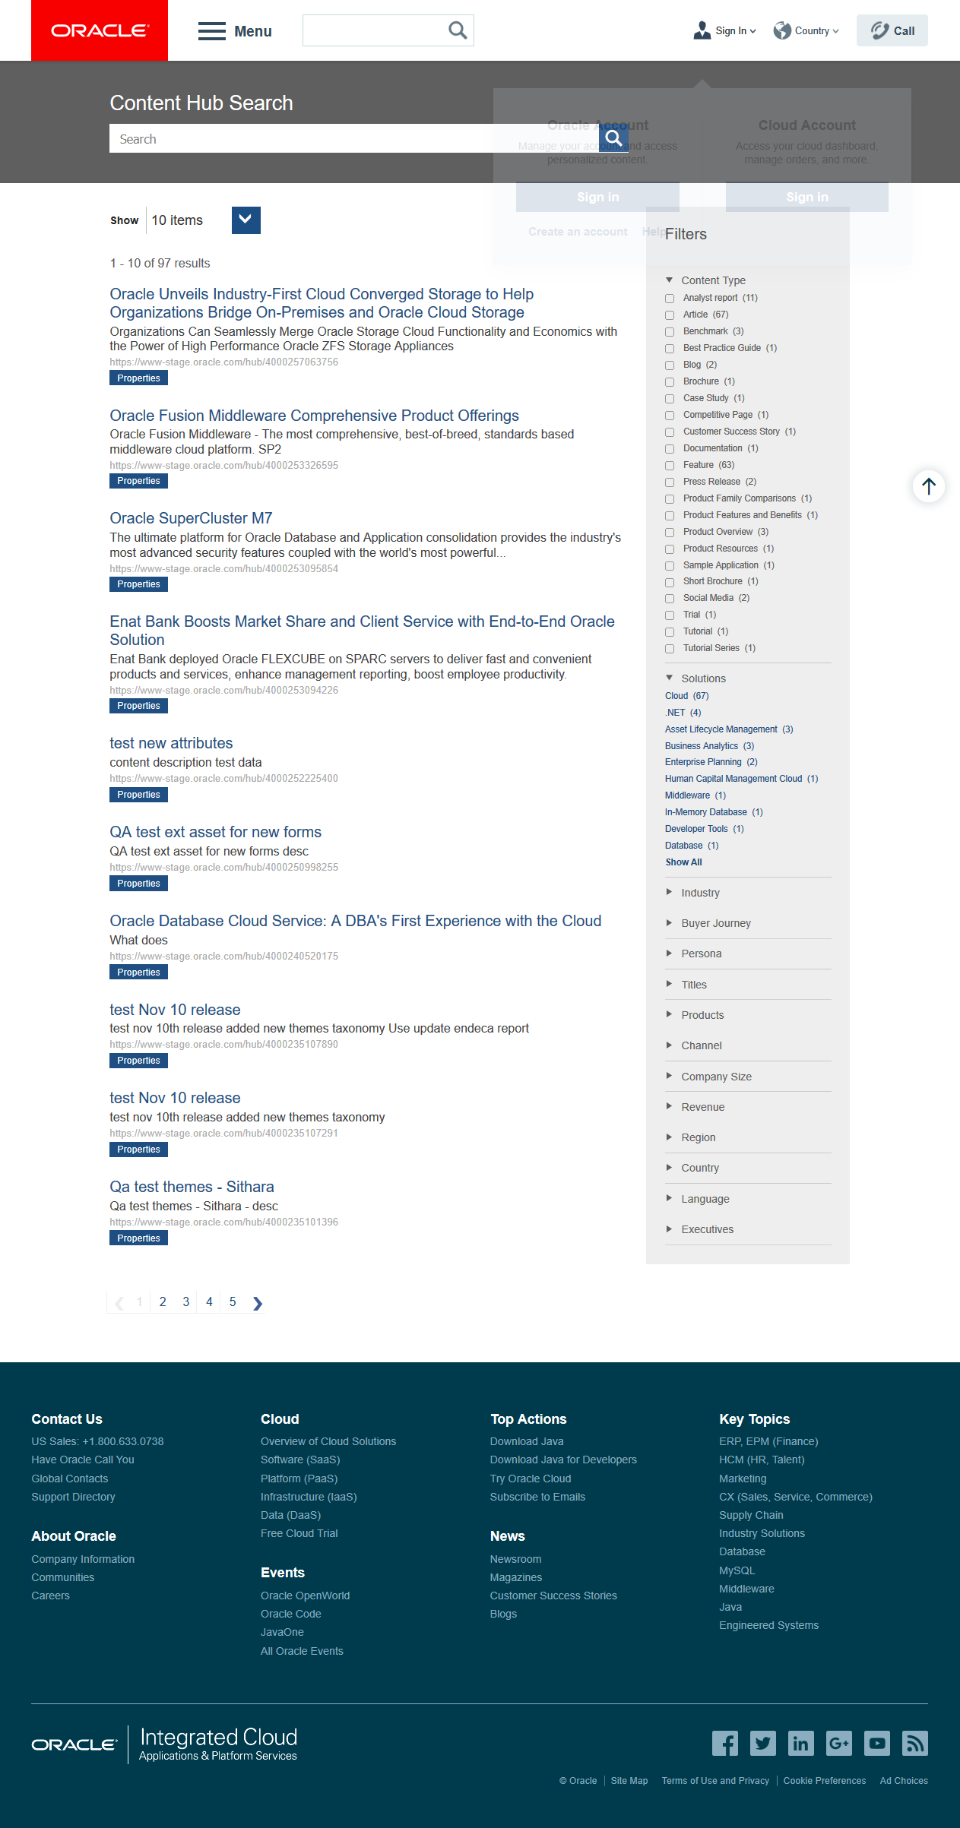 ORACLE
Menu
Sign In
Country
Call
Content Hub Search
Search
Oracle Account
Manage your account and access
personalized content.
Sign in
Create an account
Help
Cloud Account
Access your cloud dashboard,
manage orders, and more.
Sign in
Show 10 items
1 - 10 of 97 results
Oracle Unveils Industry-First Cloud Converged Storage to Help
Organizations Bridge On-Premises and Oracle Cloud Storage
Organizations Can Seamlessly Merge Oracle Storage Cloud Functionality and Economics with
the Power of High Performance Oracle ZFS Storage Appliances
https://www-stage.oracle.com/hub/4000257063756
Properties
Oracle Fusion Middleware Comprehensive Product Offerings
Oracle Fusion Middleware - The most comprehensive, best-of-breed, standards based
middleware cloud platform. SP2
https://www-stage.oracle.com/hub/4000253326595
Properties
Oracle SuperCluster M7
The ultimate platform for Oracle Database and Application consolidation provides the industry's
most advanced security features coupled with the world's most powerful...
https://www-stage.oracle.com/hub/4000253095854
Properties
Enat Bank Boosts Market Share and Client Service with End-to-End Oracle
Solution
Enat Bank deployed Oracle FLEXCUBE on SPARC servers to deliver fast and convenient
products and services, enhance management reporting, boost employee productivity.
https://www-stage.oracle.com/hub/4000253094226
Properties
test new attributes
content description test data
https://www-stage.oracle.com/hub/4000252225400
Properties
QA test ext asset for new forms
QA test ext asset for new forms desc
https://www-stage.oracle.com/hub/4000250998255
Properties
Oracle Database Cloud Service: A DBA's First Experience with the Cloud
What does
https://www-stage.oracle.com/hub/4000240520175
Properties
test Nov 10 release
test nov 10th release added new themes taxonomy Use update endeca report
https://www-stage.oracle.com/hub/4000235107890
Properties
test Nov 10 release
test nov 10th release added new themes taxonomy
https://www-stage.oracle.com/hub/4000235107291
Properties
Qa test themes - Sithara
Qa test themes - Sithara - desc
https://www-stage.oracle.com/hub/4000235101396
Properties
1 2 3 4 5
Filters
Content Type
Analyst report (11)
Article (67)
Benchmark (3)
Best Practice Guide (1)
Blog (2)
Brochure (1)
Case Study (1)
Competitive Page (1)
Customer Success Story (1)
Documentation (1)
Feature (63)
Press Release (2)
Product Family Comparisons (1)
Product Features and Benefits (1)
Product Overview (3)
Product Resources (1)
Sample Application (1)
Short Brochure (1)
Social Media (2)
Trial (1)
Tutorial (1)
Tutorial Series (1)
Solutions
Cloud (67)
.NET (4)
Asset Lifecycle Management (3)
Business Analytics (3)
Enterprise Planning (2)
Human Capital Management Cloud (1)
Middleware (1)
In-Memory Database (1)
Developer Tools (1)
Database (1)
Show All
Industry
Buyer Journey
Persona
Titles
Products
Channel
Company Size
Revenue
Region
Country
Language
Executives
Contact Us
US Sales: +1.800.633.0738
Have Oracle Call You
Global Contacts
Support Directory
About Oracle
Company Information
Communities
Careers
Cloud
Overview of Cloud Solutions
Software (SaaS)
Platform (PaaS)
Infrastructure (IaaS)
Data (DaaS)
Free Cloud Trial
Events
Oracle OpenWorld
Oracle Code
JavaOne
All Oracle Events
Top Actions
Download Java
Download Java for Developers
Try Oracle Cloud
Subscribe to Emails
News
Newsroom
Magazines
Customer Success Stories
Blogs
Key Topics
ERP, EPM (Finance)
HCM (HR, Talent)
Marketing
CX (Sales, Service, Commerce)
Supply Chain
Industry Solutions
Database
MySQL
Middleware
Java
Engineered Systems
ORACLE
Integrated Cloud
Applications & Platform Services
© Oracle
Site Map
Terms of Use and Privacy
Cookie Preferences
Ad Choices